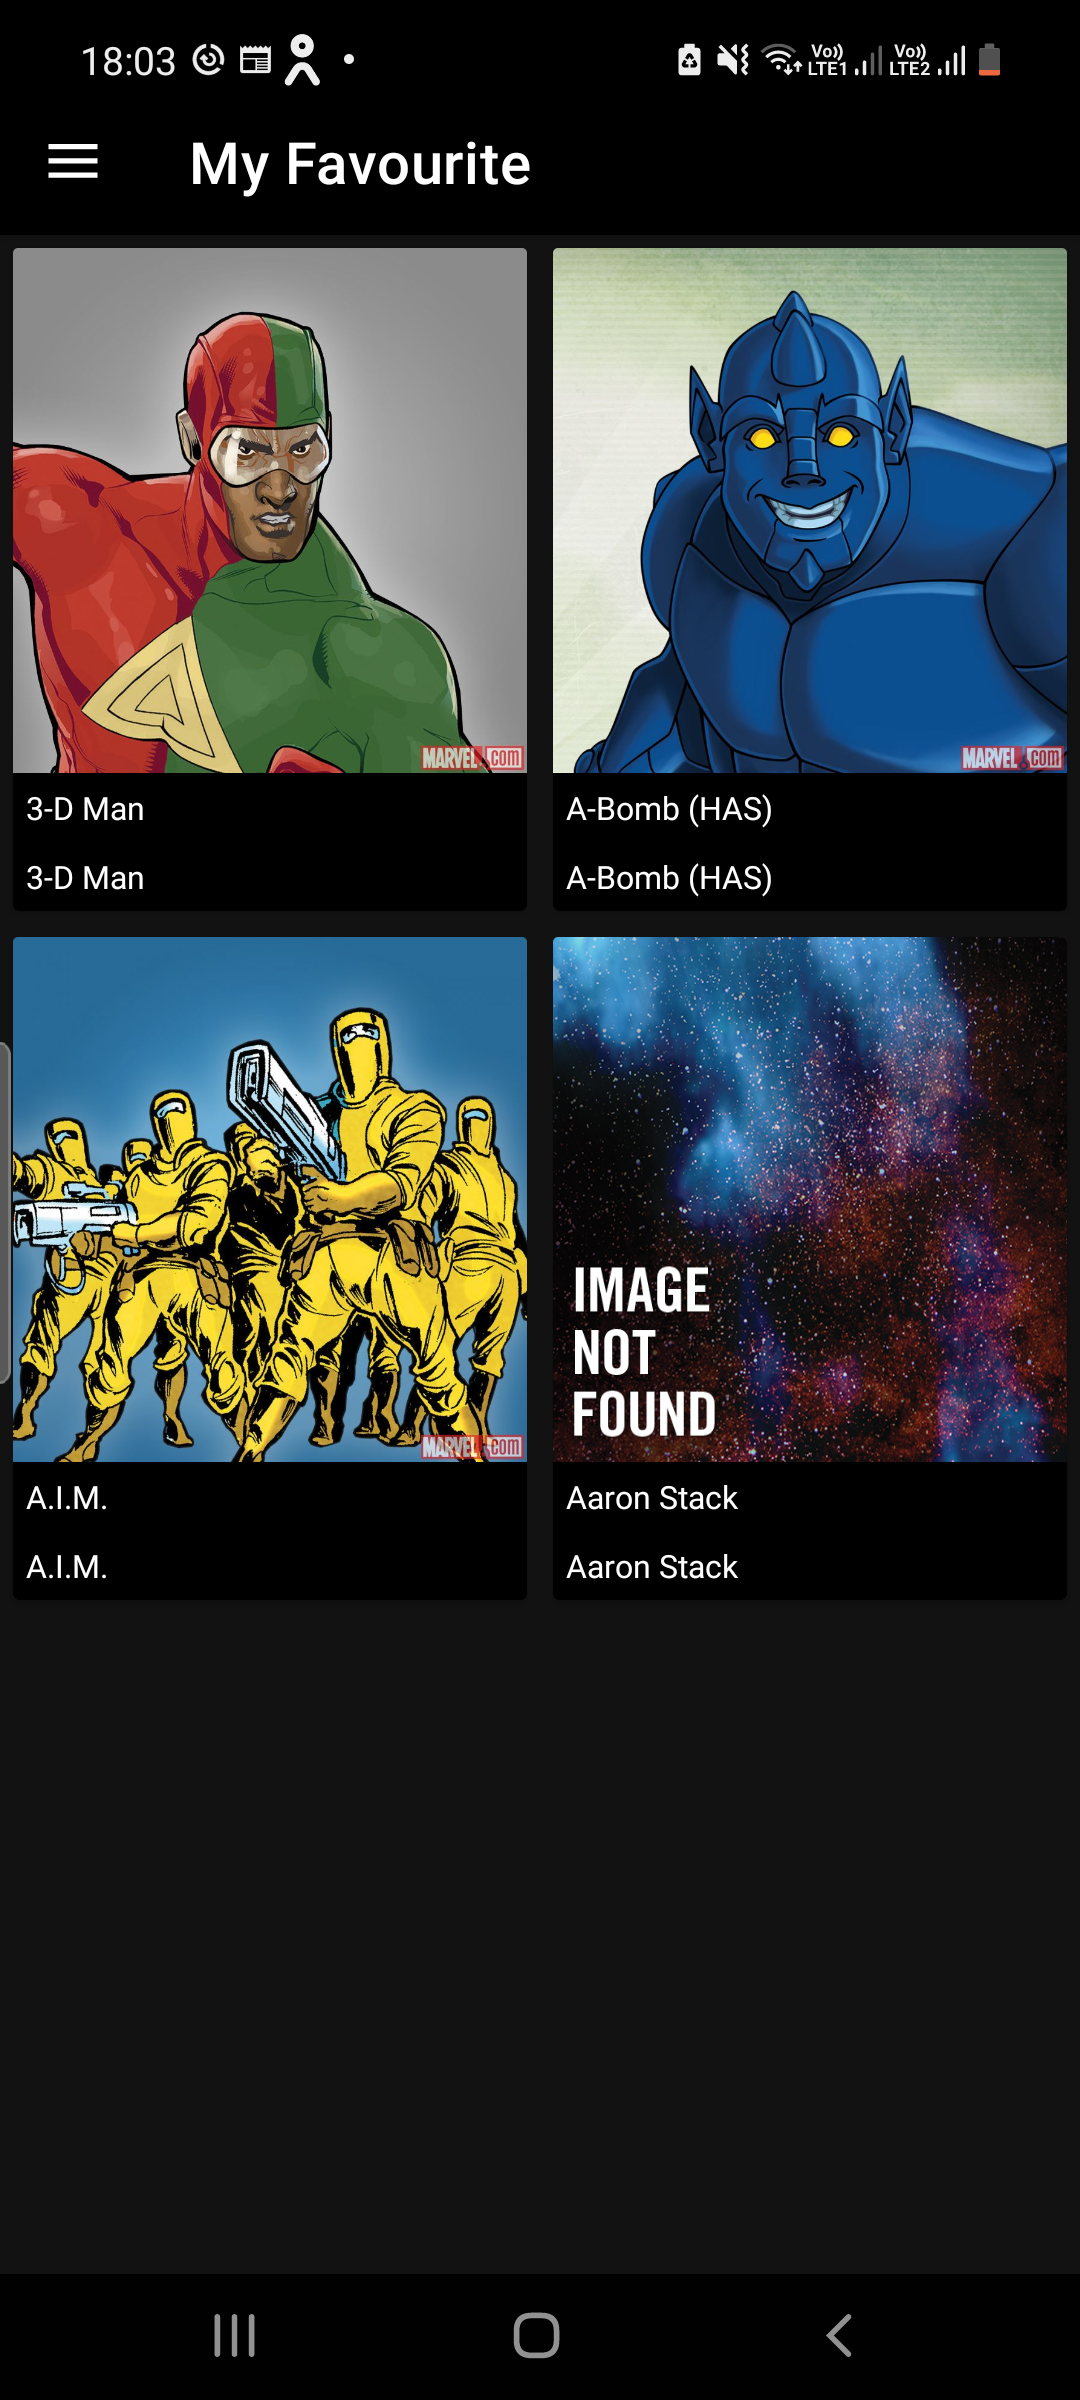 18:03
Vo)) LTE1 Vo)) LTE2
My Favourite
MARVEL.com
MARVEL.com
3-D Man
A-Bomb (HAS)
3-D Man
A-Bomb (HAS)
IMAGE
NOT
FOUND
MARVEL.com
A.I.M.
Aaron Stack
A.I.M.
Aaron Stack